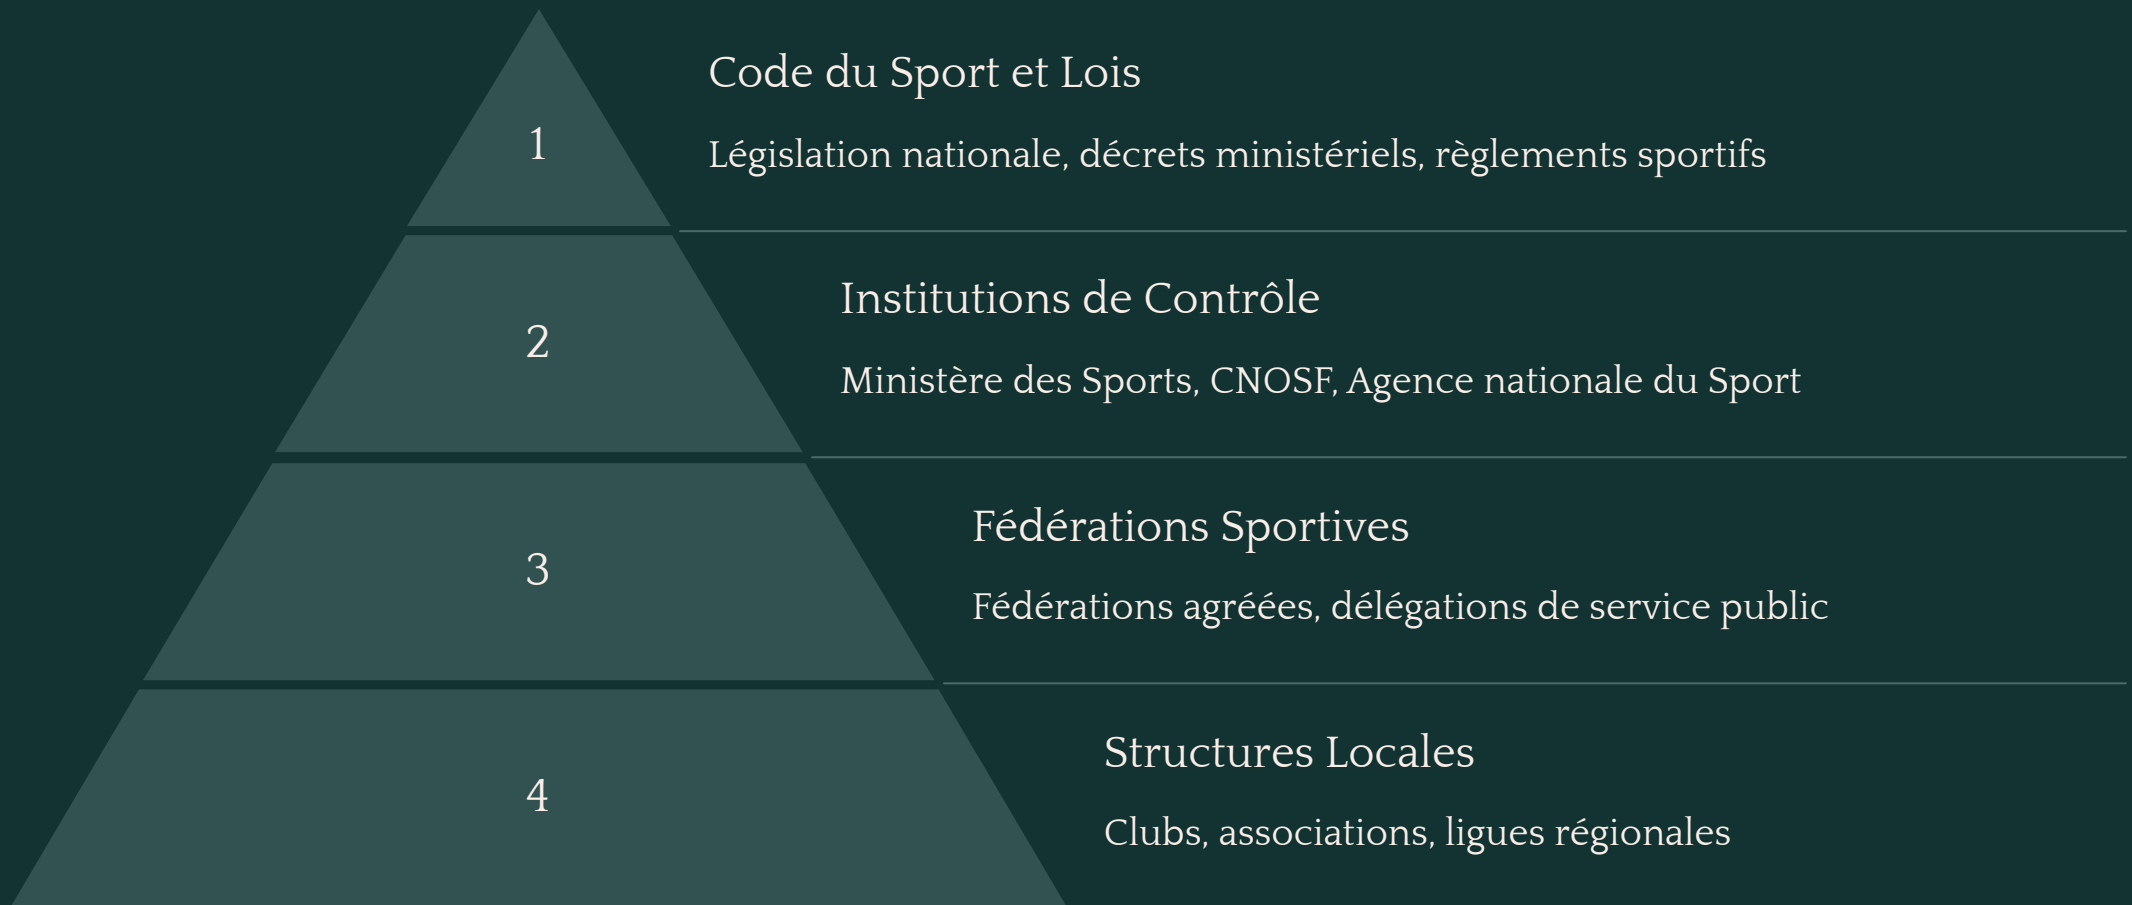 1
Code du Sport et Lois
Législation nationale, décrets ministériels, règlements sportifs
2
Institutions de Contrôle
Ministère des Sports, CNOSF, Agence nationale du Sport
3
Fédérations Sportives
Fédérations agréées, délégations de service public
4
Structures Locales
Clubs, associations, ligues régionales